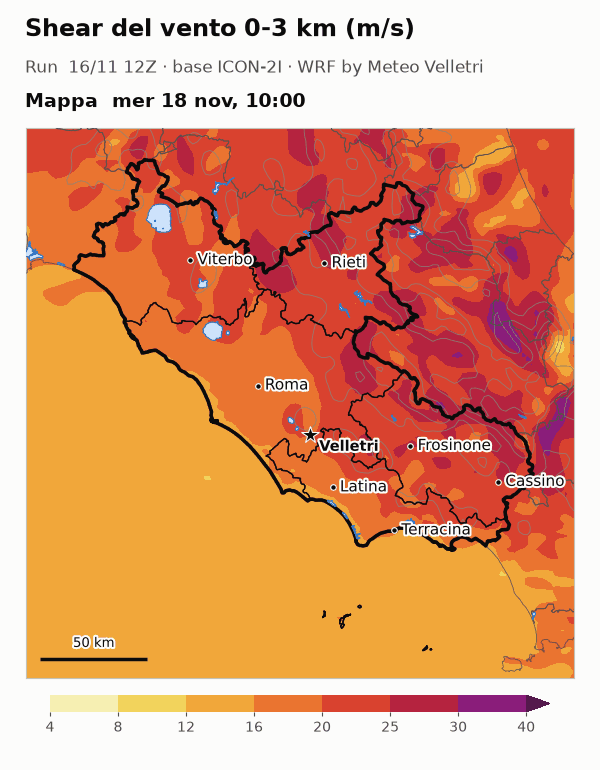 Shear del vento 0-3 km (m/s)
Run  16/11 12Z · base ICON-2I · WRF by Meteo Velletri
Mappa  mer 18 nov, 10:00
Viterbo
Rieti
Roma
Velletri
Frosinone
Cassino
Latina
Terracina
50 km
4 8 12 16 20 25 30 40